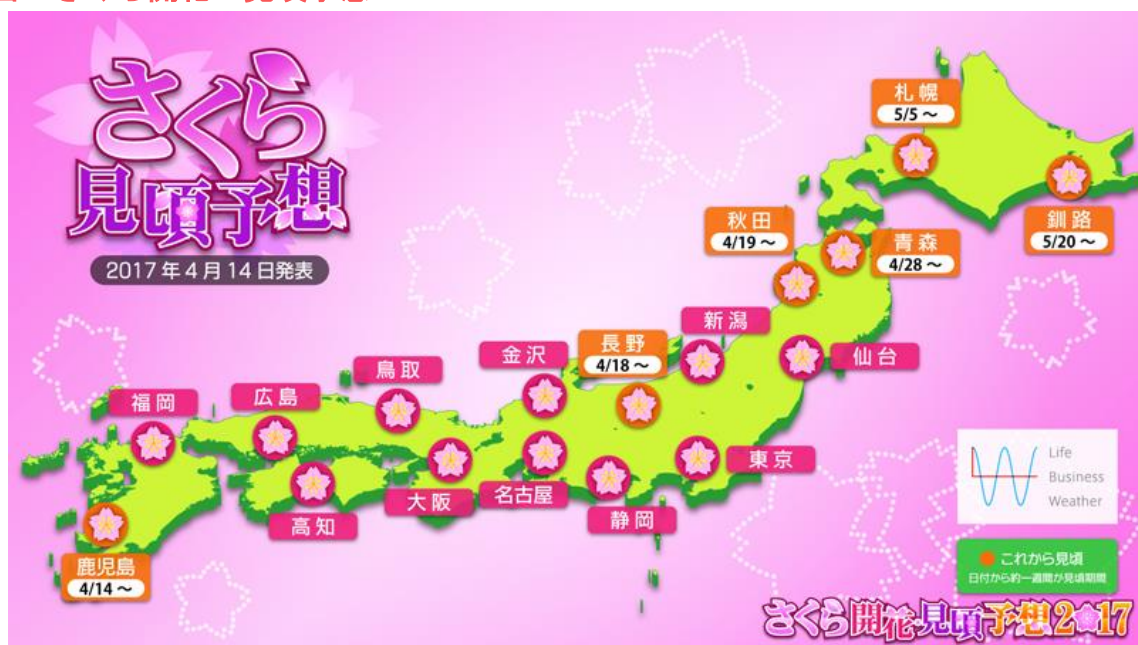 さくら
見頃予想
2017年4月14日発表
札幌
5/5～
釧路
5/20～
秋田
4/19～
青森
4/28～
新潟
仙台
長野
4/18～
金沢
鳥取
広島
福岡
東京
大阪
名古屋
静岡
高知
鹿児島
4/14～
Life
Business
Weather
これから見頃
日付から約一週間が見頃期間
さくら開花・見頃予想2017